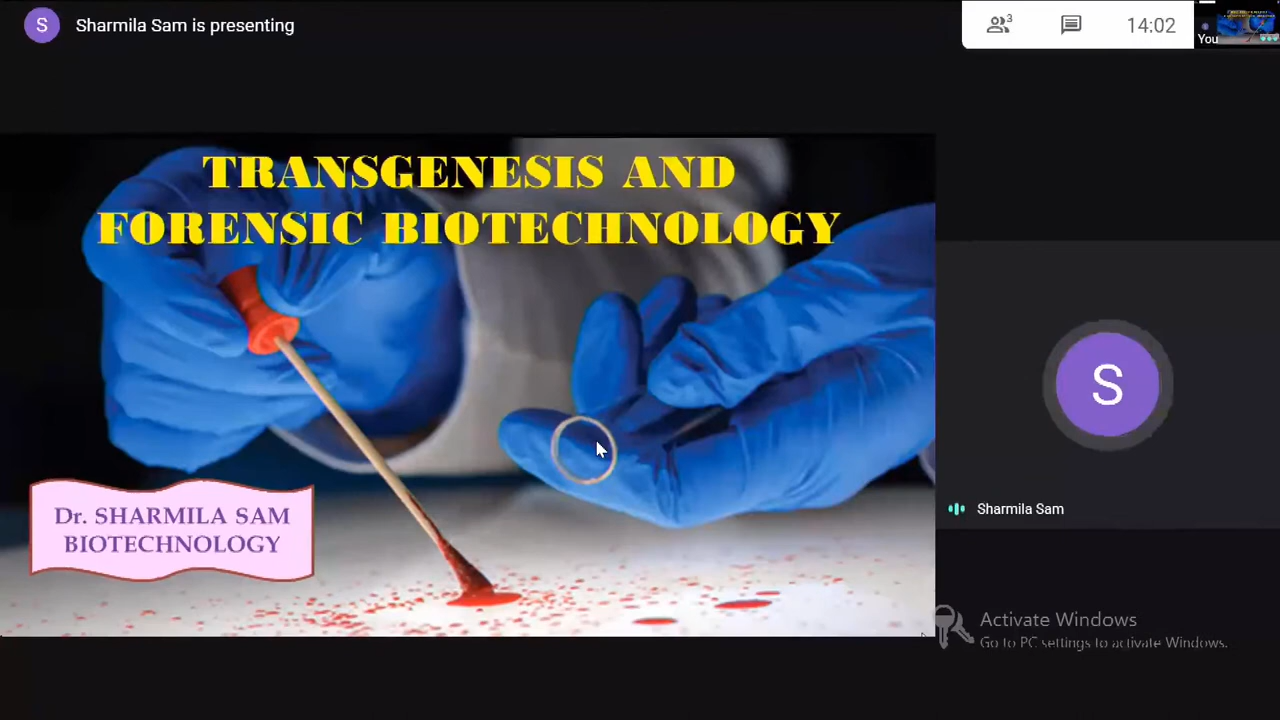 S
Sharmila Sam is presenting
3
14:02
You
TRANSGENESIS AND
FORENSIC BIOTECHNOLOGY
Dr. SHARMILA SAM
BIOTECHNOLOGY
S
Sharmila Sam
Activate Windows
Go to PC settings to activate Windows.